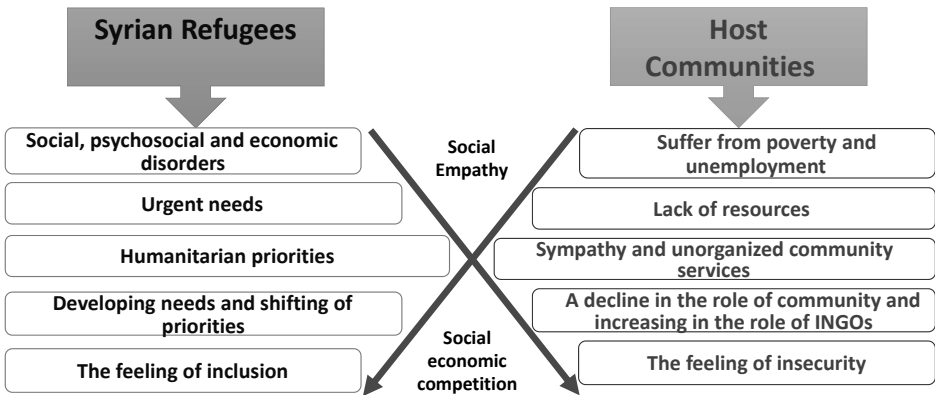 Syrian Refugees
Social, psychosocial and economic
disorders
Urgent needs
Humanitarian priorities
Developing needs and shifting of
priorities
The feeling of inclusion
Social
Empathy
Social
economic
competition
Host
Communities
Suffer from poverty and
unemployment
Lack of resources
Sympathy and unorganized community
services
A decline in the role of community and
increasing in the role of INGOs
The feeling of insecurity